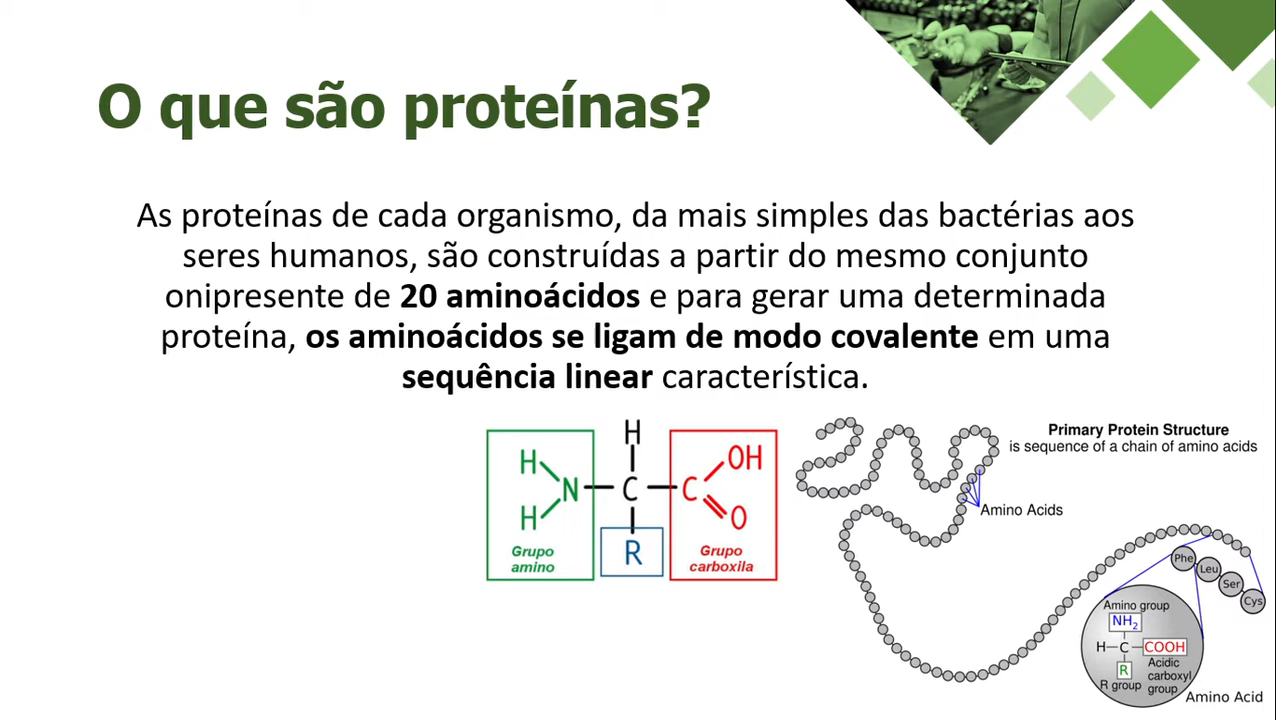 O que são proteínas?
As proteínas de cada organismo, da mais simples das bactérias aos
seres humanos, são construídas a partir do mesmo conjunto
onipresente de 20 aminoácidos e para gerar uma determinada
proteína, os aminoácidos se ligam de modo covalente em uma
sequência linear característica.
H
H
N
H
C
R
C
OH
O
Grupo
amino
Grupo
carboxila
Primary Protein Structure
is sequence of a chain of amino acids
Amino Acids
Phe
Leu
Ser
Cys
Amino group
NH₂
H—C—COOH
R
R group
Acidic
carboxyl
group
Amino Acid